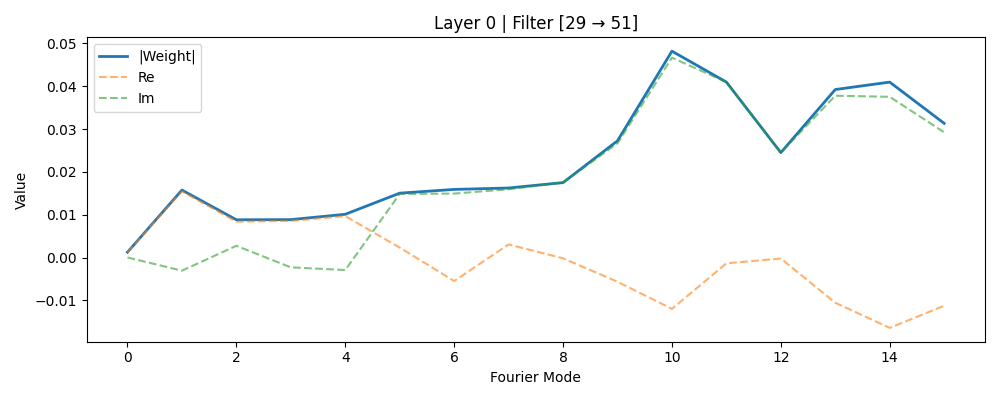 Layer 0 | Filter [29 → 51]
|Weight|
Re
Im
Value
0.05
0.04
0.03
0.02
0.01
0.00
−0.01
0 2 4 6 8 10 12 14
Fourier Mode